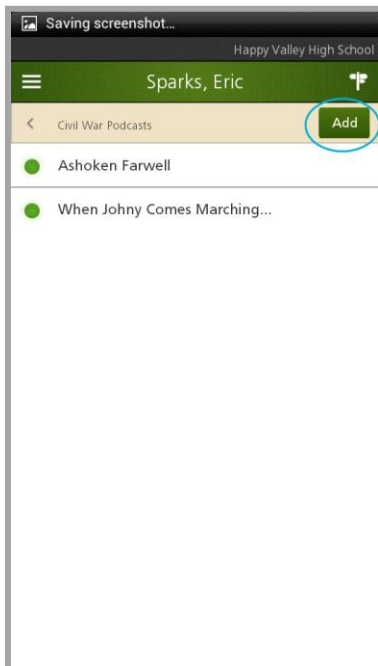 Saving screenshot...
Happy Valley High School
Sparks, Eric
Civil War Podcasts
Add
Ashoken Farwell
When Johny Comes Marching...